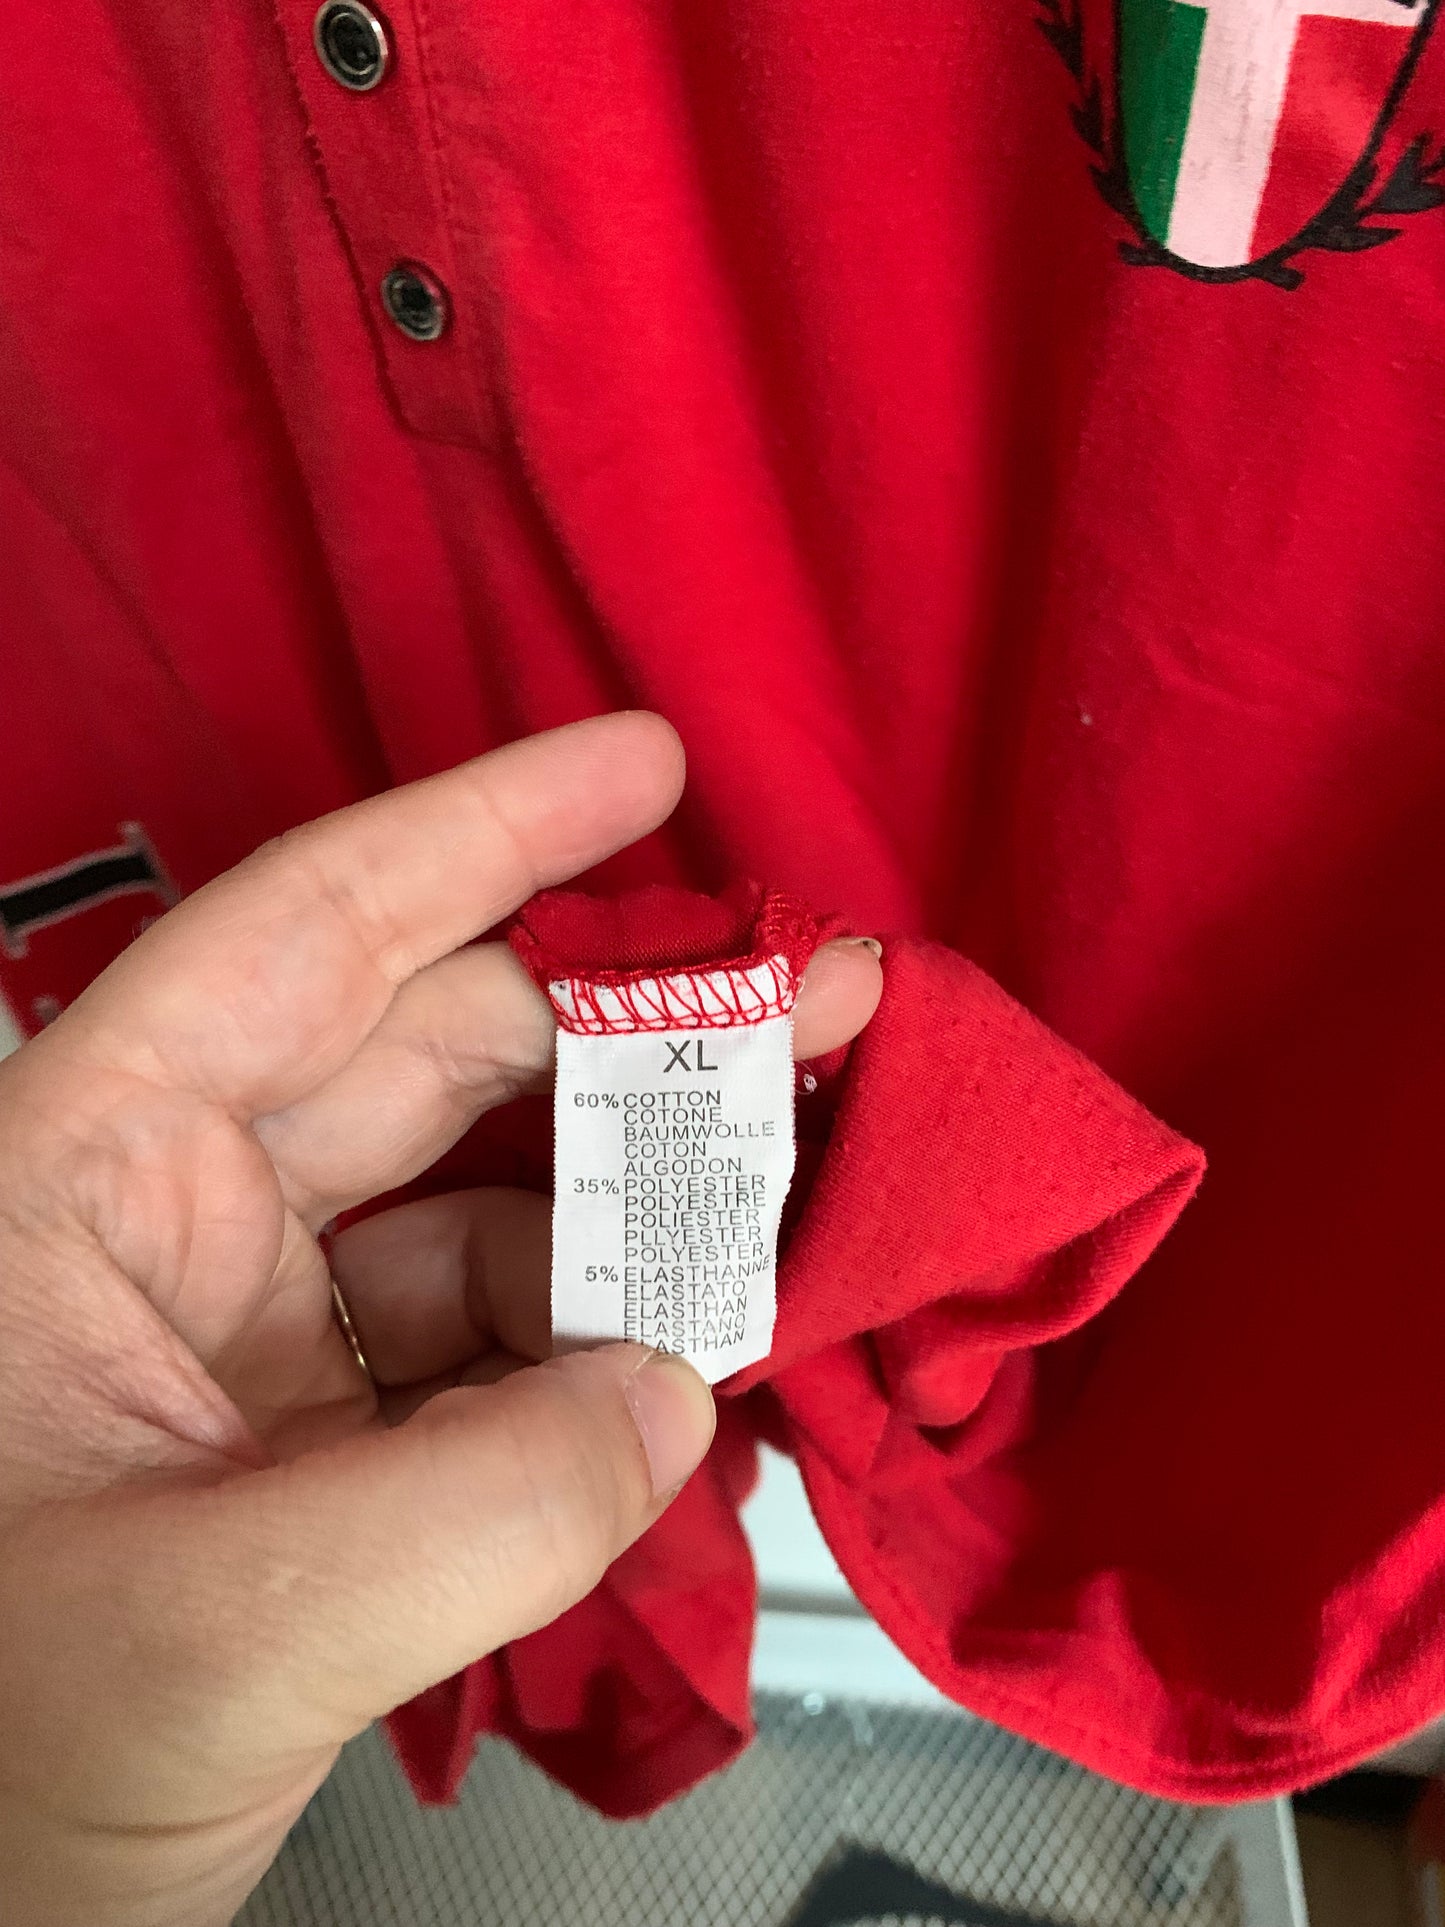 XL
60% COTTON
COTONE
BAUMWOLLE
COTON
ALGODON
35% POLYESTER
POLYESTRE
POLIESTER
PLLYESTER
POLYESTER
5% ELASTHANNE
ELASTATO
ELASTHAN
ELASTANO
ELASTHAN